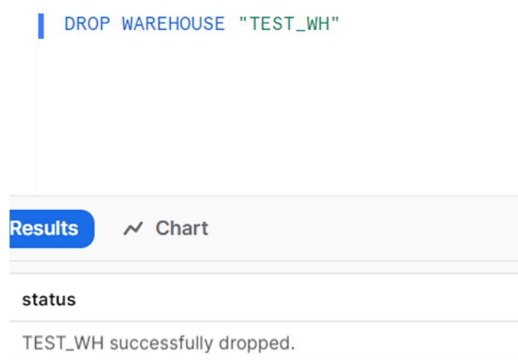 DROP WAREHOUSE "TEST_WH"
Results
Chart
status
TEST_WH successfully dropped.